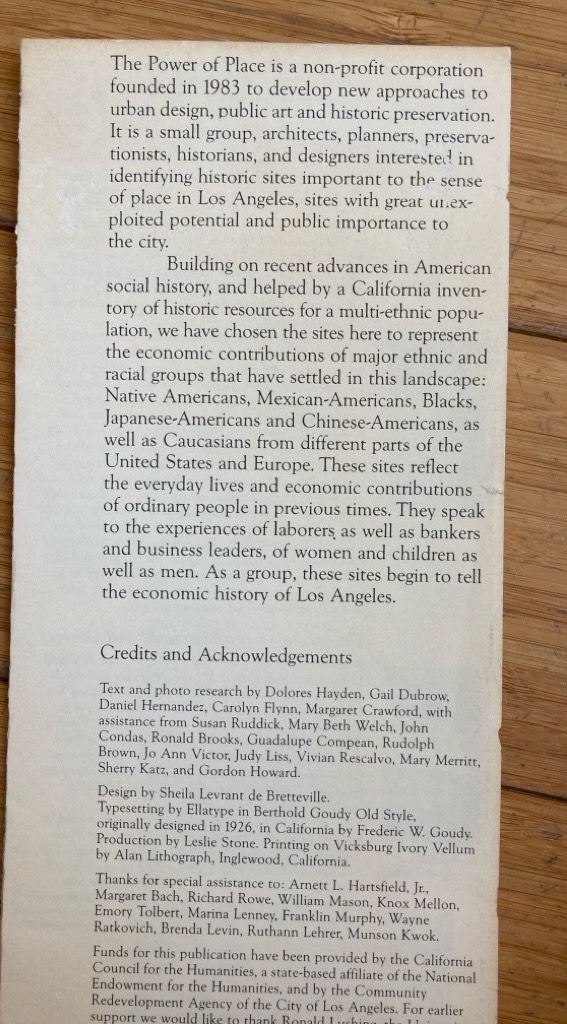 The Power of Place is a non-profit corporation
founded in 1983 to develop new approaches to
urban design, public art and historic preservation.
It is a small group, architects, planners, preserva-
tionists, historians, and designers interested in
identifying historic sites important to the sense
of place in Los Angeles, sites with great unex-
ploited potential and public importance to
the city.
Building on recent advances in American
social history, and helped by a California inven-
tory of historic resources for a multi-ethnic popu-
lation, we have chosen the sites here to represent
the economic contributions of major ethnic and
racial groups that have settled in this landscape:
Native Americans, Mexican-Americans, Blacks,
Japanese-Americans and Chinese-Americans, as
well as Caucasians from different parts of the
United States and Europe. These sites reflect
the everyday lives and economic contributions
of ordinary people in previous times. They speak
to the experiences of laborers as well as bankers
and business leaders, of women and children as
well as men. As a group, these sites begin to tell
the economic history of Los Angeles.
Credits and Acknowledgements
Text and photo research by Dolores Hayden, Gail Dubrow,
Daniel Hernandez, Carolyn Flynn, Margaret Crawford, with
assistance from Susan Ruddick, Mary Beth Welch, John
Condas, Ronald Brooks, Guadalupe Compean, Rudolph
Brown, Jo Ann Victor, Judy Liss, Vivian Rescalvo, Mary Merritt,
Sherry Katz, and Gordon Howard.
Design by Sheila Levrant de Bretteville.
Typesetting by Ellatype in Berthold Goudy Old Style,
originally designed in 1926, in California by Frederic W. Goudy.
Production by Leslie Stone. Printing on Vicksburg Ivory Vellum
by Alan Lithograph, Inglewood, California.
Thanks for special assistance to: Arnett L. Hartsfield, Jr.,
Margaret Bach, Richard Rowe, William Mason, Knox Mellon,
Emory Tolbert, Marina Lenney, Franklin Murphy, Wayne
Ratkovich, Brenda Levin, Ruthann Lehrer, Munson Kwok.
Funds for this publication have been provided by the California
Council for the Humanities, a state-based affiliate of the National
Endowment for the Humanities, and by the Community
Redevelopment Agency of the City of Los Angeles. For earlier
support we would like to thank Ronald